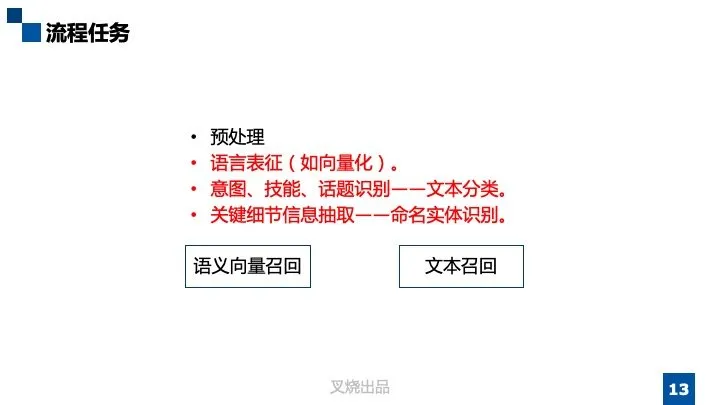 流程任务
• 预处理
• 语言表征（如向量化）。
• 意图、技能、话题识别——文本分类。
• 关键细节信息抽取——命名实体识别。
语义向量召回
文本召回
叉烧出品
13